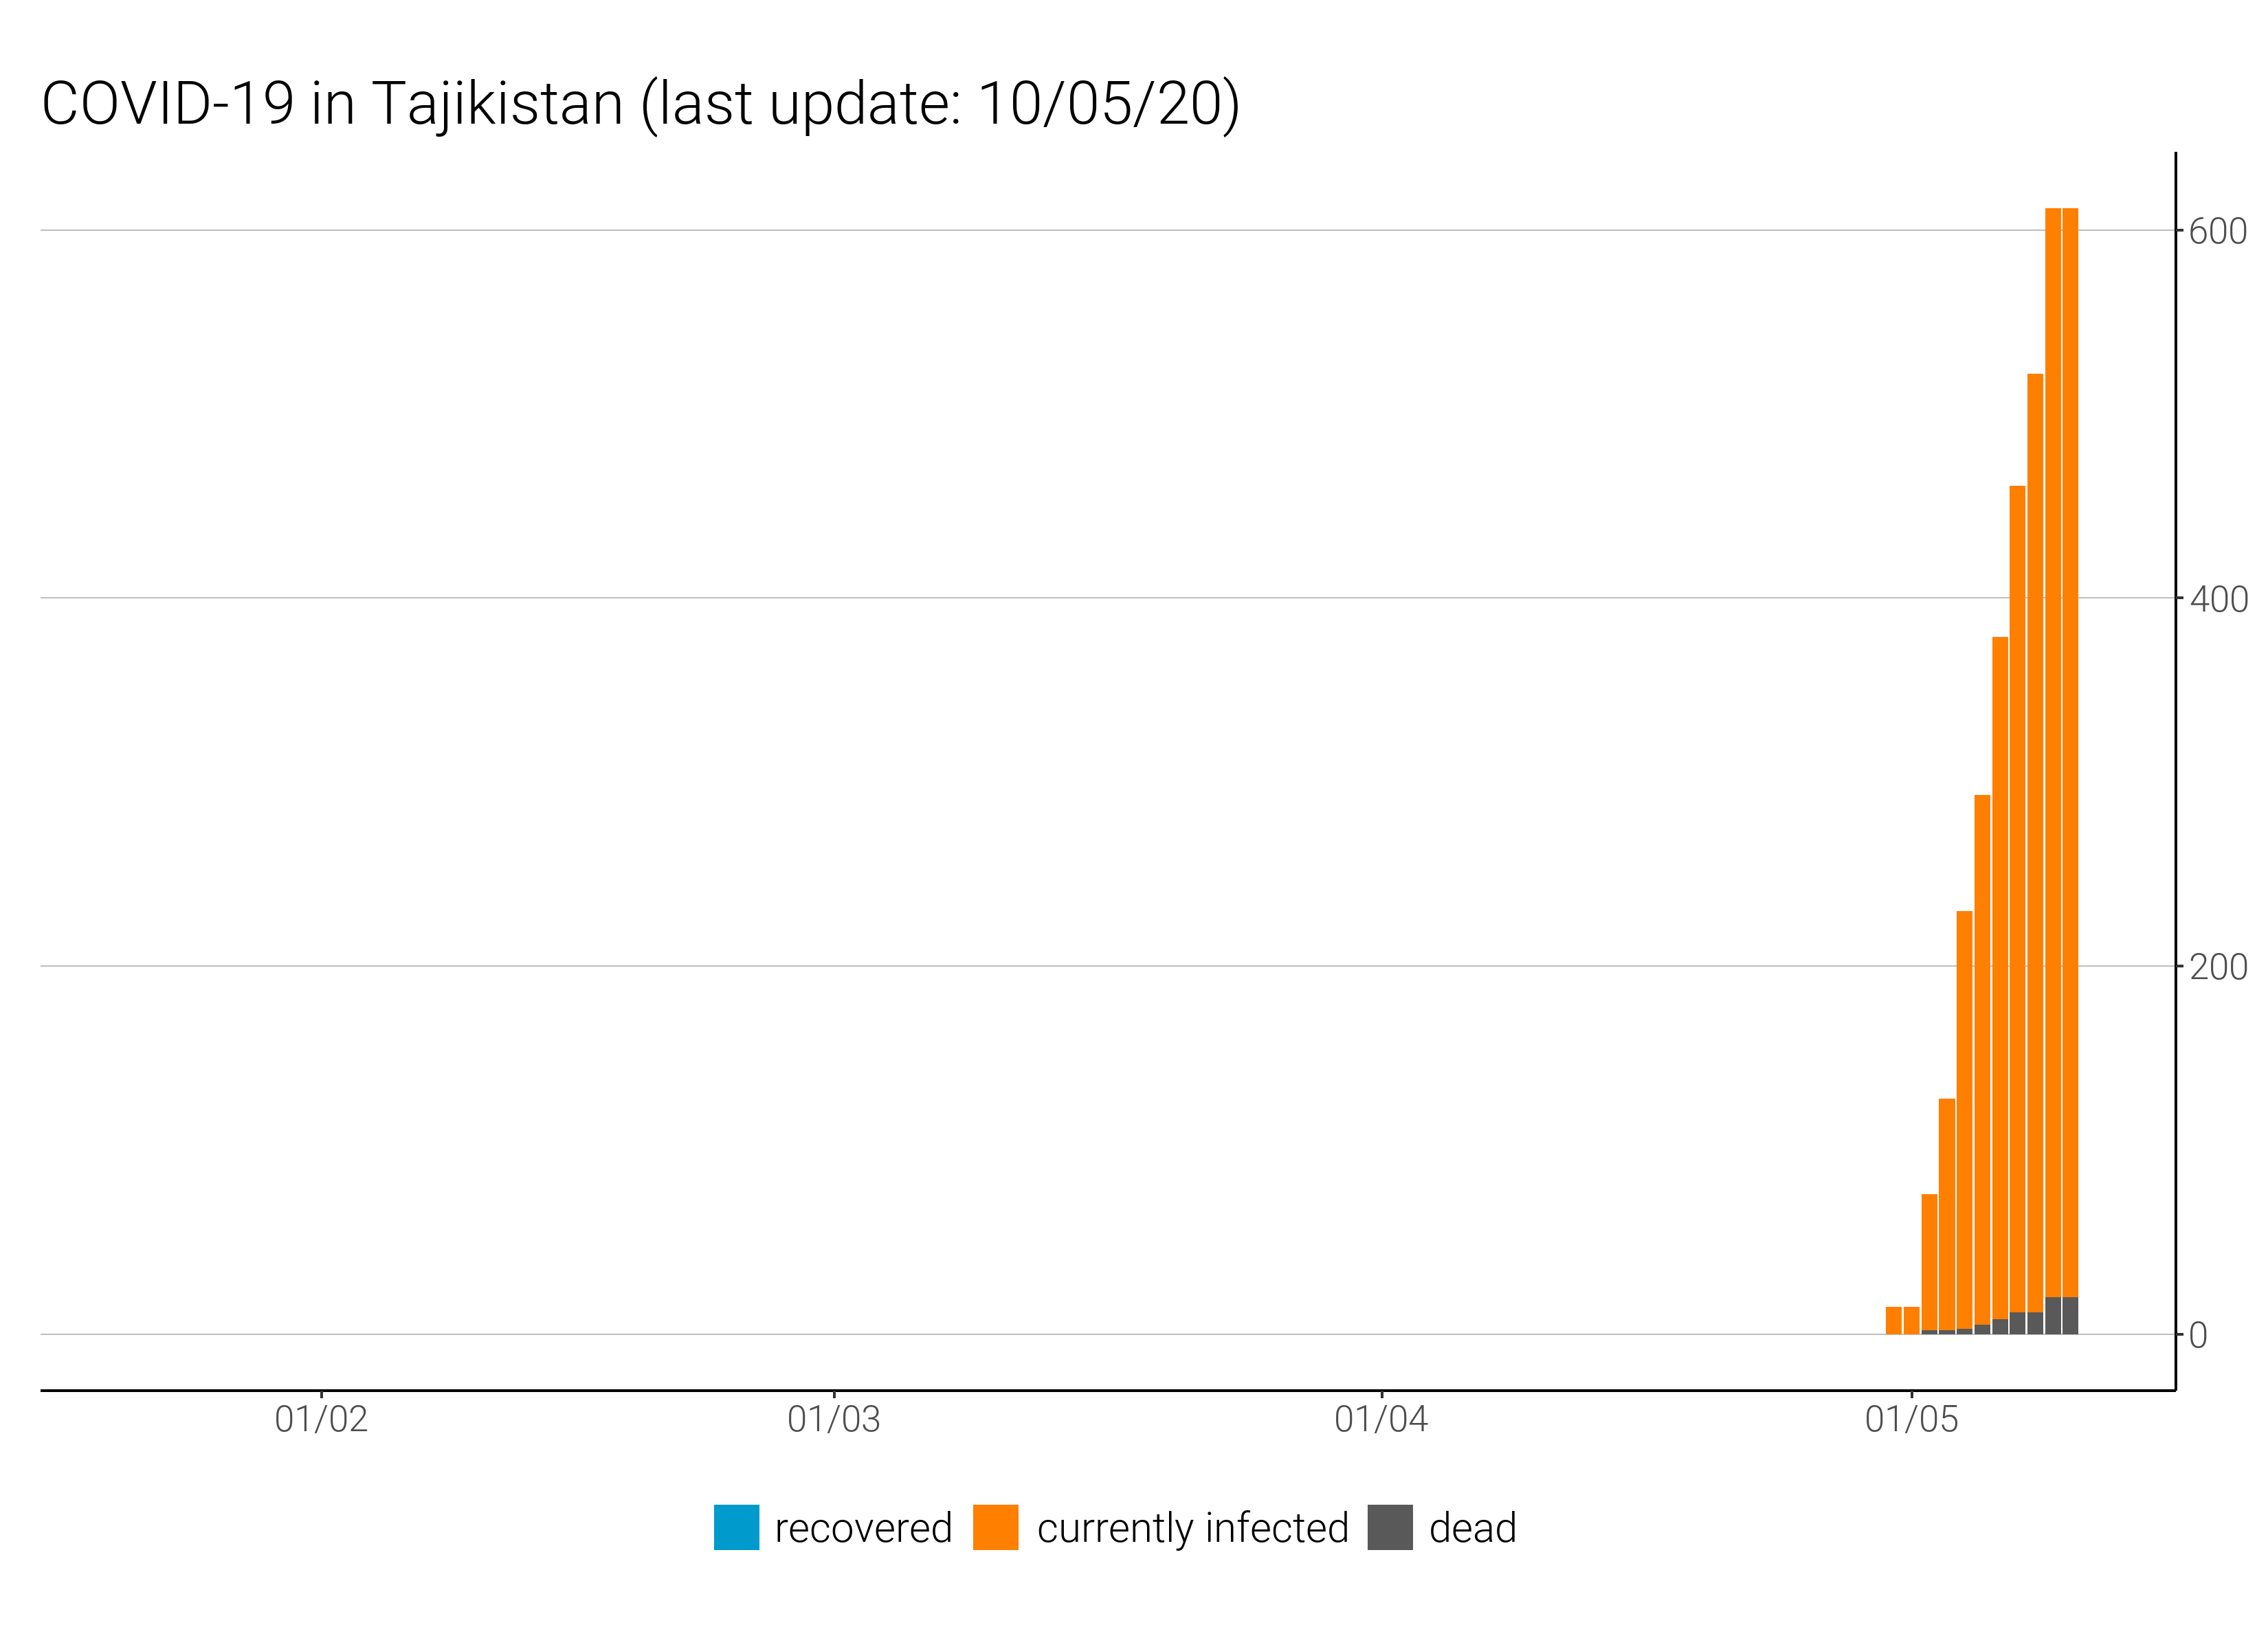 COVID-19 in Tajikistan (last update: 10/05/20)
600
400
200
0
01/02 01/03 01/04 01/05
recovered currently infected dead